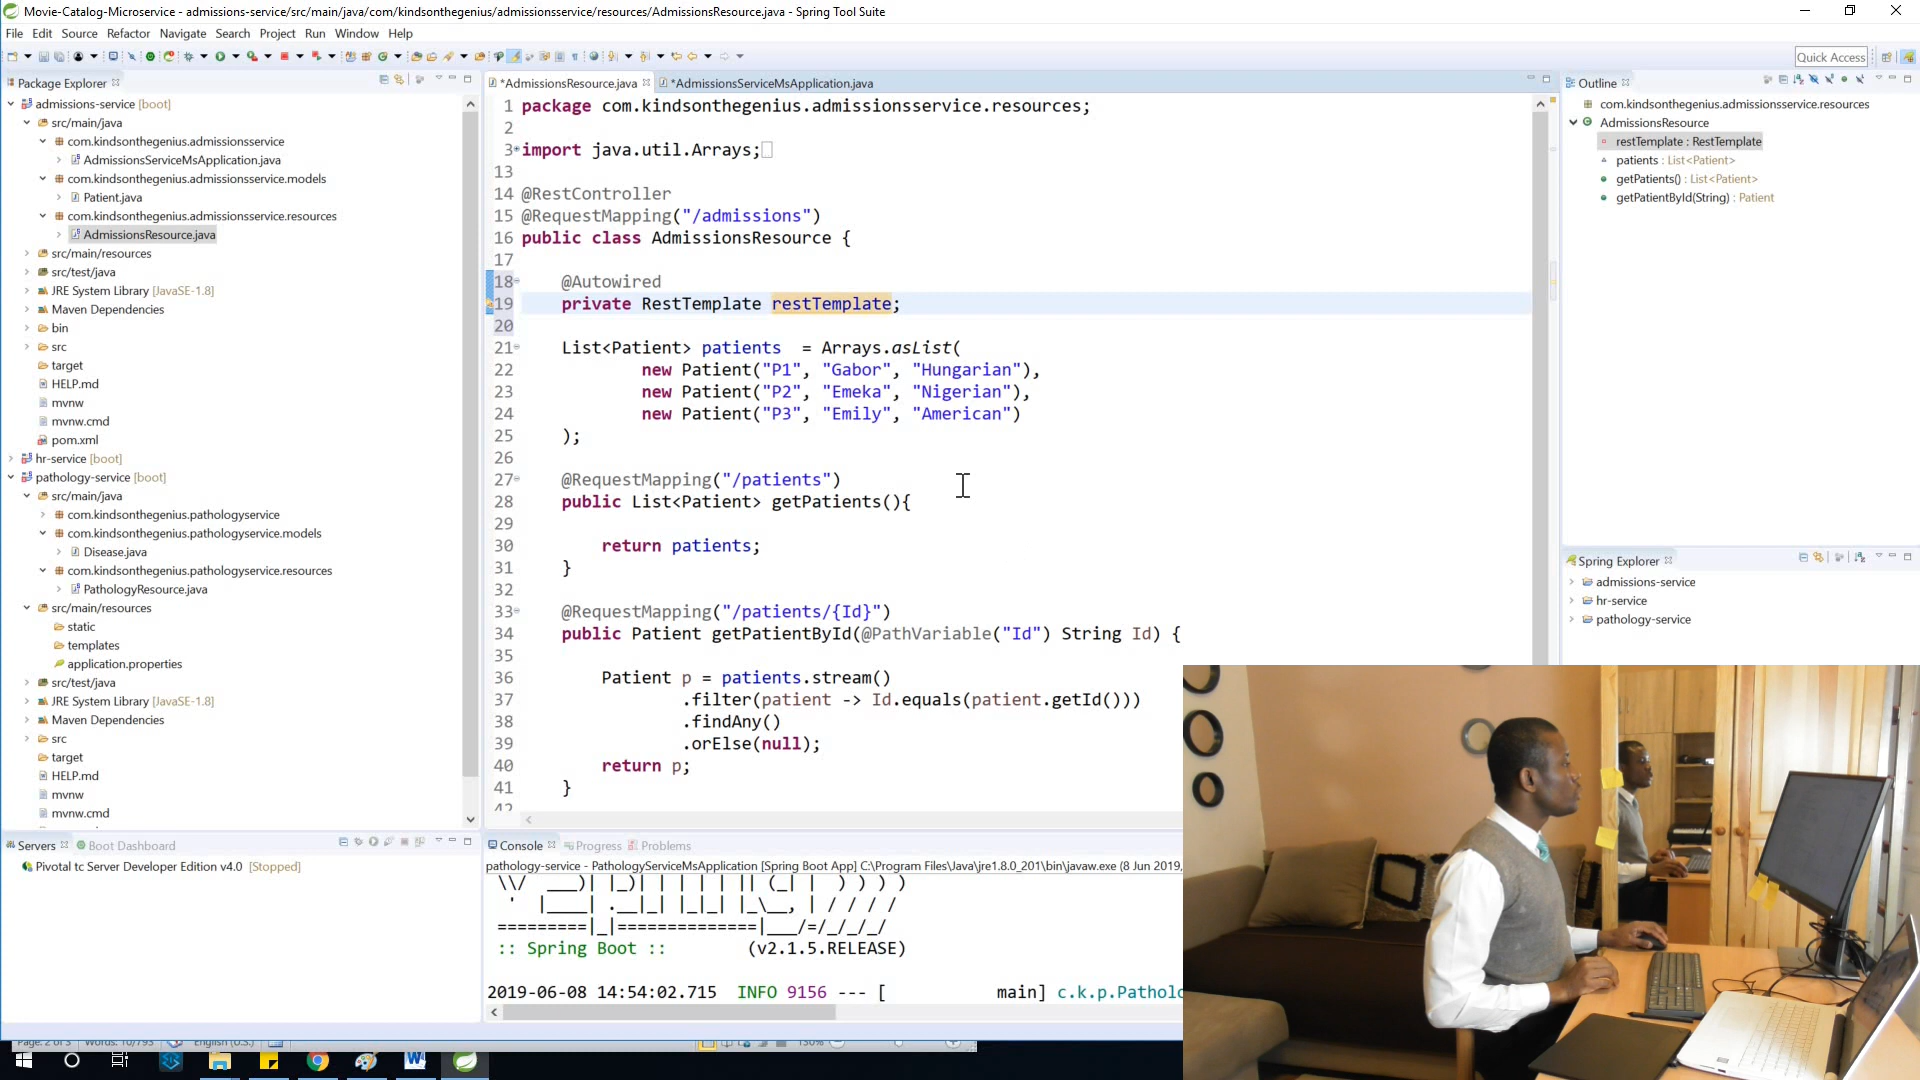 Movie-Catalog-Microservice - admissions-service/src/main/java/com/kindsonthegenius/admissionsservice/resources/AdmissionsResource.java - Spring Tool Suite
File Edit Source Refactor Navigate Search Project Run Window Help
Quick Access
Package Explorer
admissions-service [boot]
src/main/java
com.kindsonthegenius.admissionsservice
AdmissionsServiceMsApplication.java
com.kindsonthegenius.admissionsservice.models
Patient.java
com.kindsonthegenius.admissionsservice.resources
AdmissionsResource.java
src/main/resources
src/test/java
JRE System Library [JavaSE-1.8]
Maven Dependencies
bin
src
target
HELP.md
mvnw
mvnw.cmd
pom.xml
hr-service [boot]
pathology-service [boot]
src/main/java
com.kindsonthegenius.pathologyservice
com.kindsonthegenius.pathologyservice.models
Disease.java
com.kindsonthegenius.pathologyservice.resources
PathologyResource.java
src/main/resources
static
templates
application.properties
src/test/java
JRE System Library [JavaSE-1.8]
Maven Dependencies
src
target
HELP.md
mvnw
mvnw.cmd
*AdmissionsResource.java
*AdmissionsServiceMsApplication.java
1 package com.kindsonthegenius.admissionsservice.resources;
2
3 import java.util.Arrays;
13
14 @RestController
15 @RequestMapping("/admissions")
16 public class AdmissionsResource {
17
18 @Autowired
19 private RestTemplate restTemplate;
20
21 List<Patient> patients = Arrays.asList(
22 new Patient("P1", "Gabor", "Hungarian"),
23 new Patient("P2", "Emeka", "Nigerian"),
24 new Patient("P3", "Emily", "American")
25 );
26
27 @RequestMapping("/patients")
28 public List<Patient> getPatients(){
29
30 return patients;
31 }
32
33 @RequestMapping("/patients/{Id}")
34 public Patient getPatientById(@PathVariable("Id") String Id) {
35
36 Patient p = patients.stream()
37 .filter(patient -> Id.equals(patient.getId()))
38 .findAny()
39 .orElse(null);
40 return p;
41 }
42
Outline
com.kindsonthegenius.admissionsservice.resources
AdmissionsResource
restTemplate : RestTemplate
patients : List<Patient>
getPatients() : List<Patient>
getPatientById(String) : Patient
Spring Explorer
admissions-service
hr-service
pathology-service
Servers Boot Dashboard
Pivotal tc Server Developer Edition v4.0 [Stopped]
Console Progress Problems
pathology-service - PathologyServiceMsApplication [Spring Boot App] C:\Program Files\Java\jre1.8.0_201\bin\javaw.exe (8 Jun 2019,
:: Spring Boot :: (v2.1.5.RELEASE)
2019-06-08 14:54:02.715 INFO 9156 --- [ main] c.k.p.Patholo
Page: 2 of 3 Words: 10/793 English (U.S.) 130%